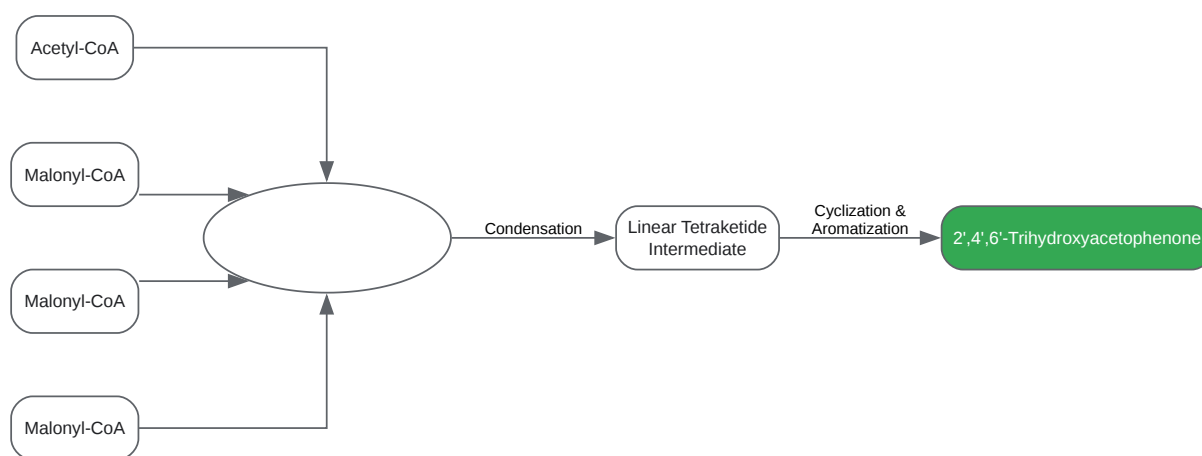 Acetyl-CoA
Malonyl-CoA
Malonyl-CoA
Malonyl-CoA
Condensation
Linear Tetraketide
Intermediate
Cyclization &
Aromatization
2',4',6'-Trihydroxyacetophenone